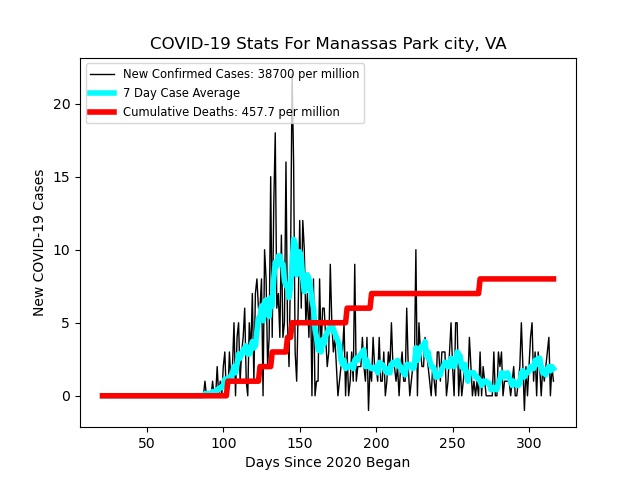 COVID-19 Stats For Manassas Park city, VA
New Confirmed Cases: 38700 per million
7 Day Case Average
Cumulative Deaths: 457.7 per million
New COVID-19 Cases
20
15
10
5
0
50 100 150 200 250 300
Days Since 2020 Began